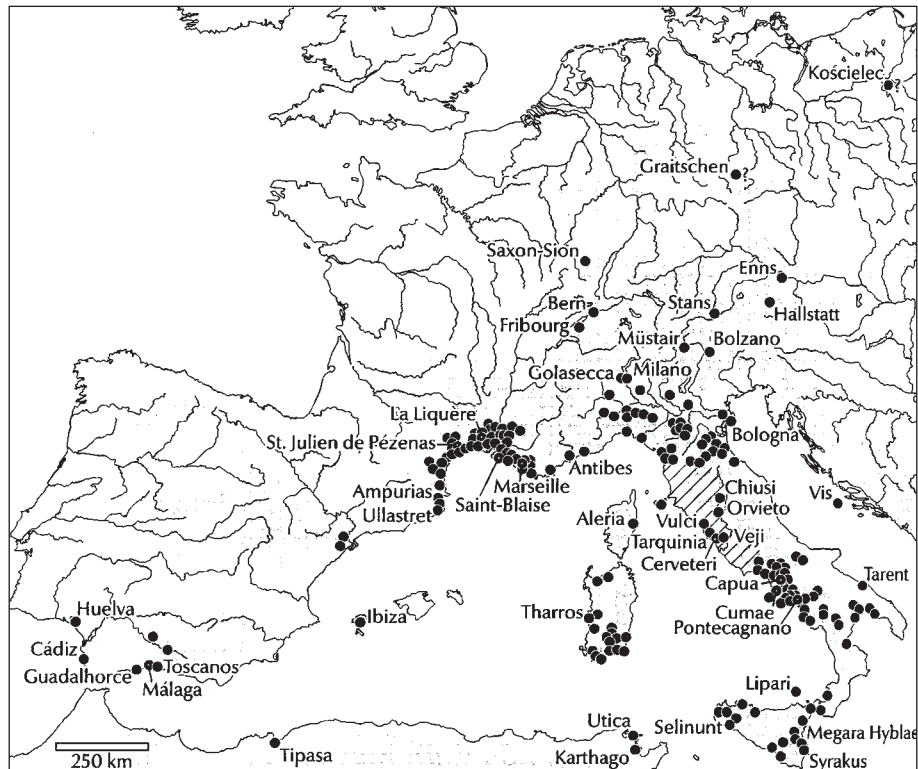 Kościelec ?
Graitschen ?
Saxon-Sion
Enns
Bern
Stans
Hallstatt
Fribourg
Müstair
Bolzano
Golasecca
Milano
La Liquère
Bologna
St. Julien de Pézenas
Antibes
Marseille
Saint-Blaise
Ampurias
Ullastret
Chiusi
Orvieto
Vis
Aleria
Vulci
Veji
Tarquinia
Cerveteri
Capua
Tarent
Huelva
Ibiza
Tharros
Cumae
Pontecagnano
Cádiz
Toscanos
Guadalhorce
Málaga
Lipari
Utica
Selinunt
Megara Hyblae
250 km
Tipasa
Karthago
Syrakus